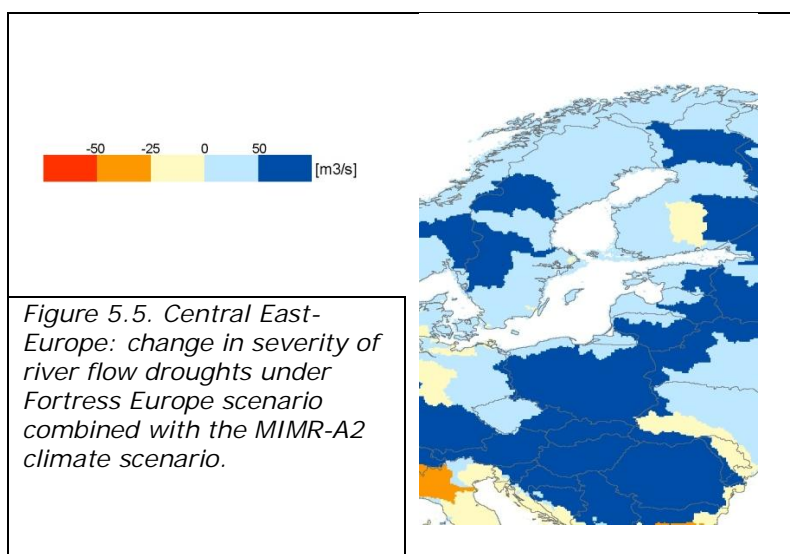 -50 -25 0 50
[m3/s]
Figure 5.5. Central East-
Europe: change in severity of
river flow droughts under
Fortress Europe scenario
combined with the MIMR-A2
climate scenario.